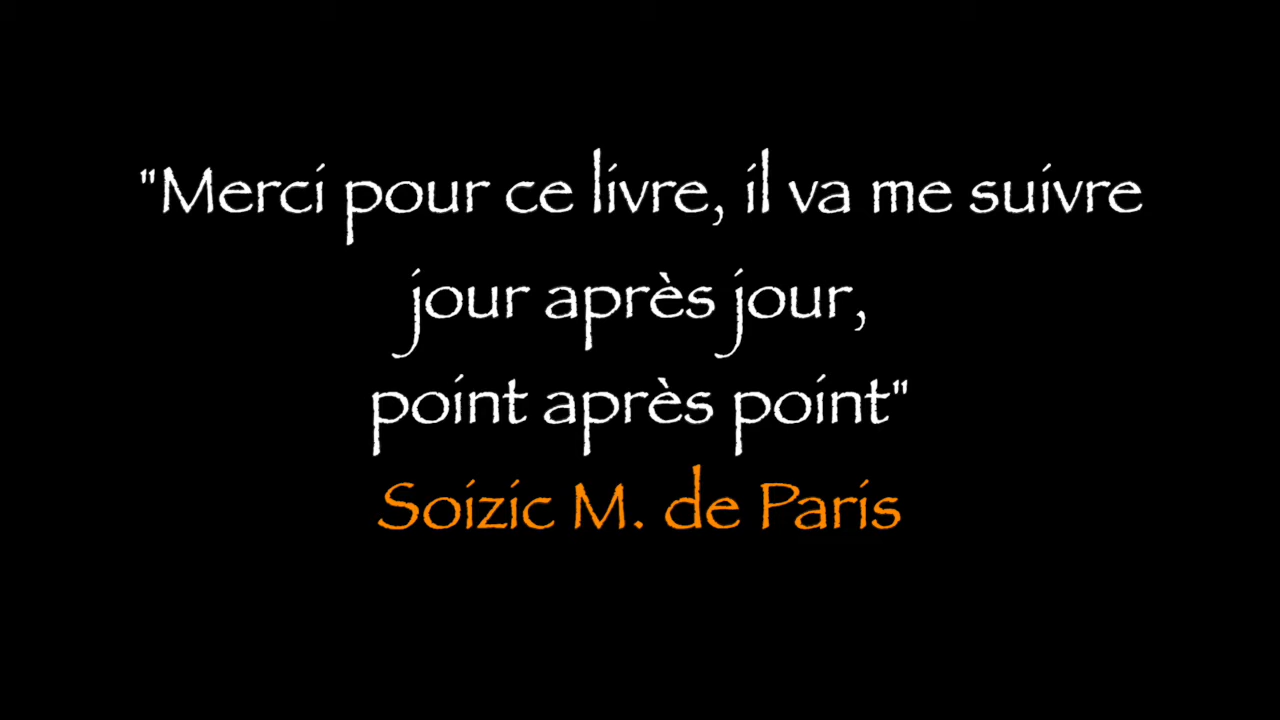 "Merci pour ce livre, il va me suivre
jour après jour,
point après point"
Soizic M. de Paris